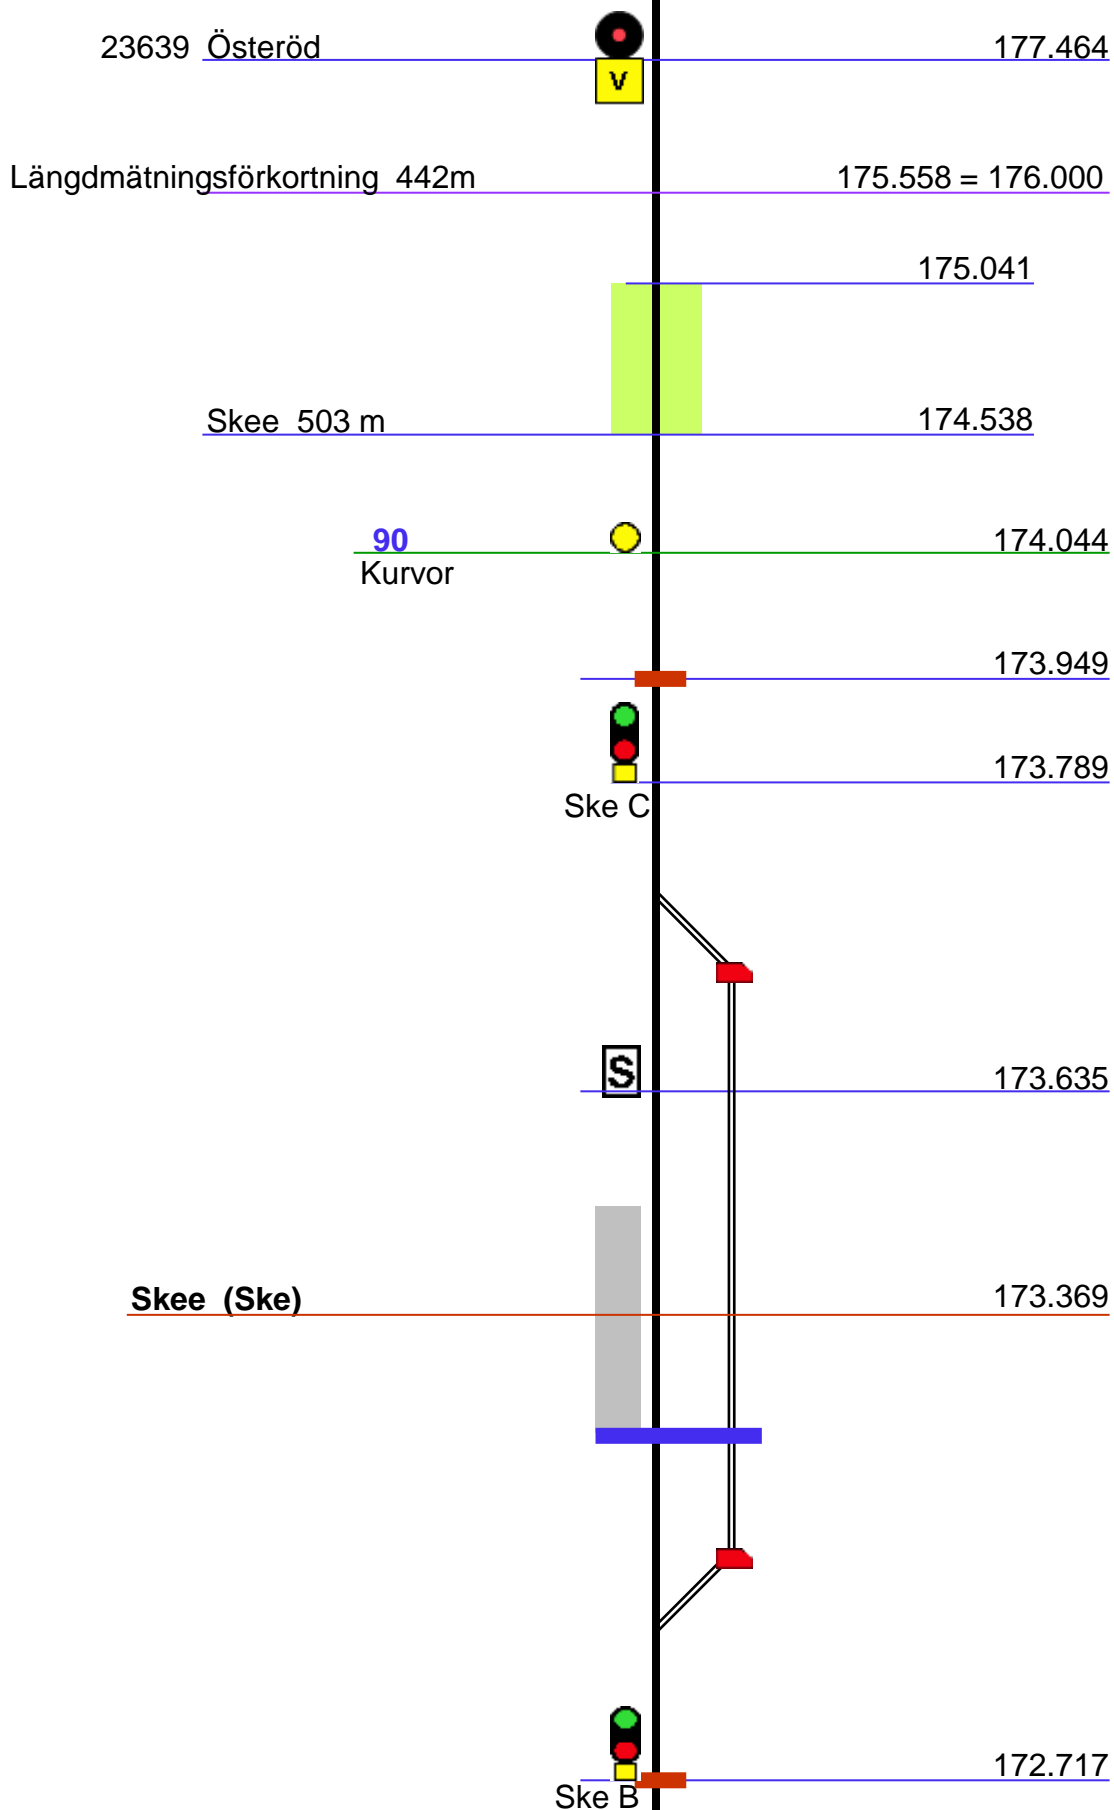 23639 Österöd 177.464
V
Längdmätningsförkortning 442m 175.558 = 176.000
175.041
Skee 503 m 174.538
90 174.044
Kurvor
173.949
173.789
Ske C
S 173.635
Skee (Ske) 173.369
172.717
Ske B